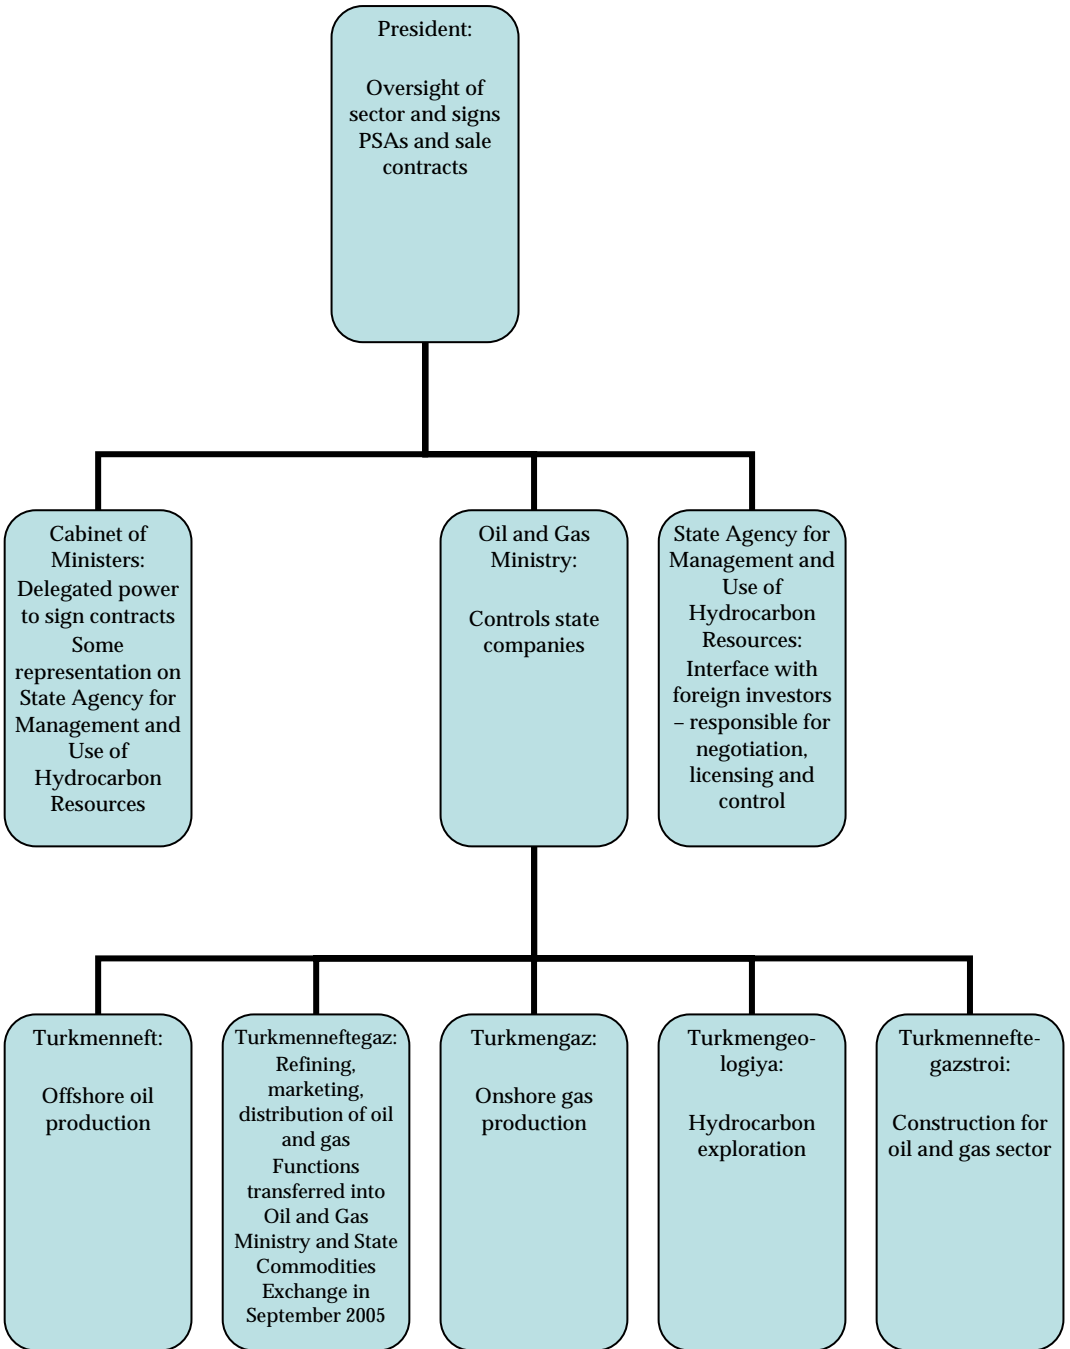 President:
Oversight of
sector and signs
PSAs and sale
contracts
Cabinet of
Ministers:
Delegated power
to sign contracts
Some
representation on
State Agency for
Management and
Use of
Hydrocarbon
Resources
Oil and Gas
Ministry:
Controls state
companies
State Agency for
Management and
Use of
Hydrocarbon
Resources:
Interface with
foreign investors
– responsible for
negotiation,
licensing and
control
Turkmenneft:
Offshore oil
production
Turkmenneftegaz:
Refining,
marketing,
distribution of oil
and gas
Functions
transferred into
Oil and Gas
Ministry and State
Commodities
Exchange in
September 2005
Turkmengaz:
Onshore gas
production
Turkmengeo-
logiya:
Hydrocarbon
exploration
Turkmennefte-
gazstroi:
Construction for
oil and gas sector